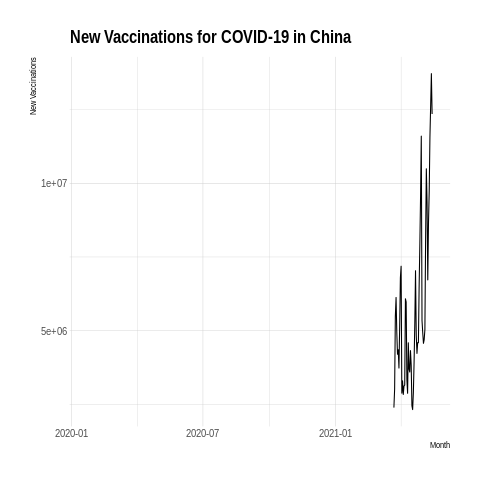 New Vaccinations for COVID-19 in China
New Vaccinations
1e+07
5e+06
2020-01
2020-07
2021-01
Month